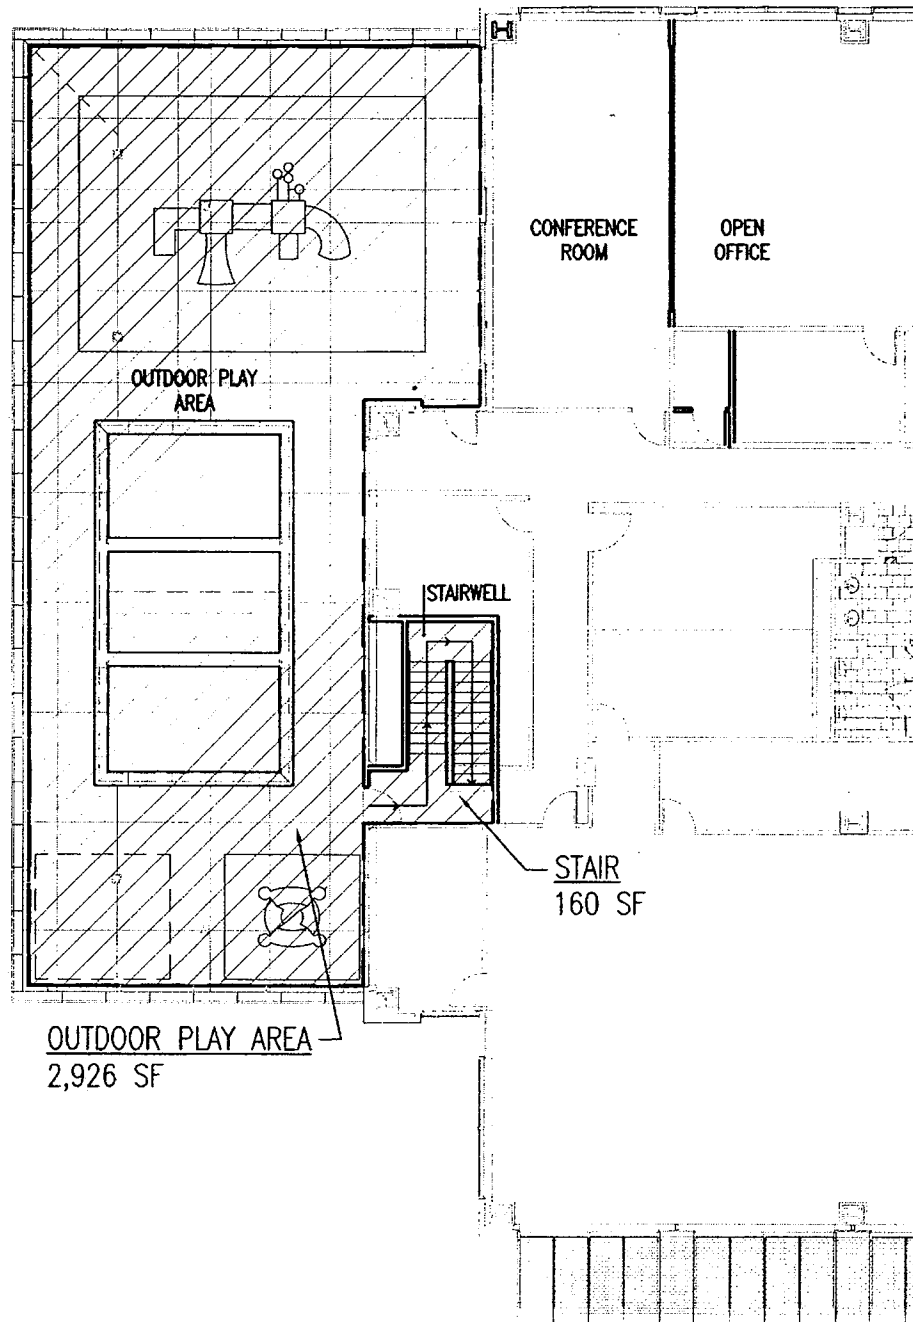 CONFERENCE
ROOM
OPEN
OFFICE
OUTDOOR PLAY
AREA
STAIRWELL
STAIR
160 SF
OUTDOOR PLAY AREA
2,926 SF